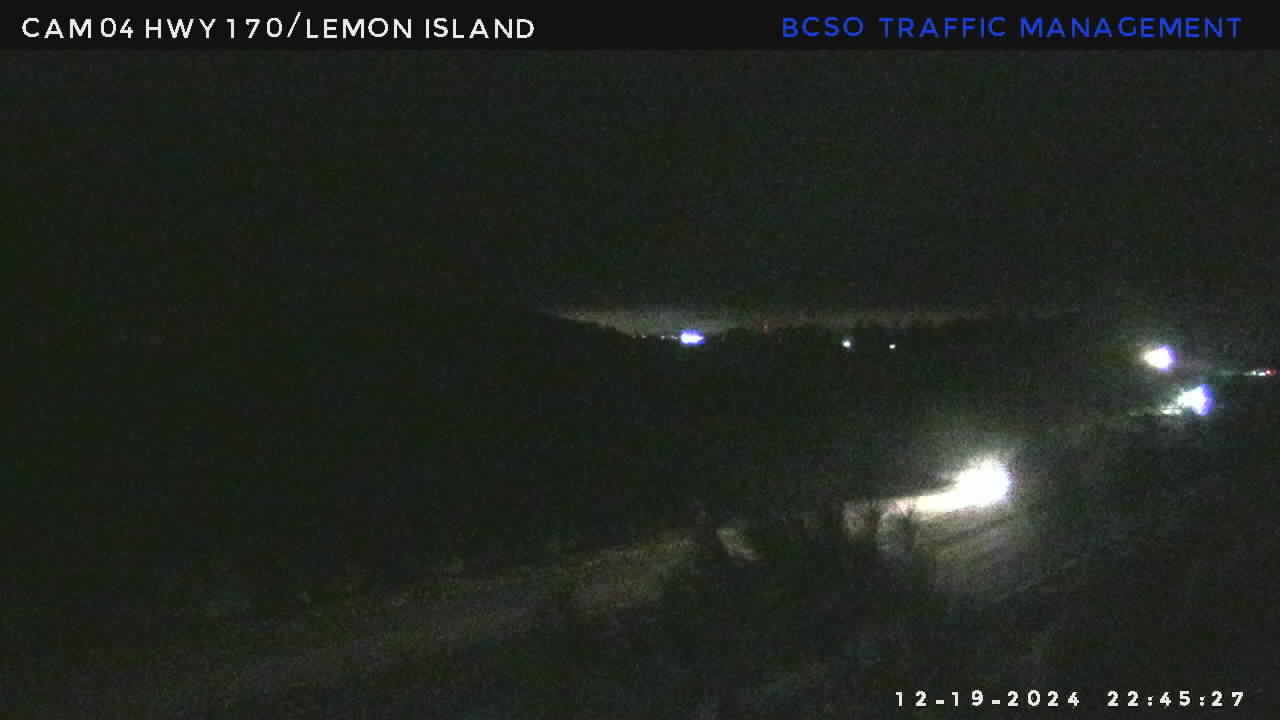 CAM04 HWY 170/LEMON ISLAND
BCSO TRAFFIC MANAGEMENT
12-19-2024 22:45:27